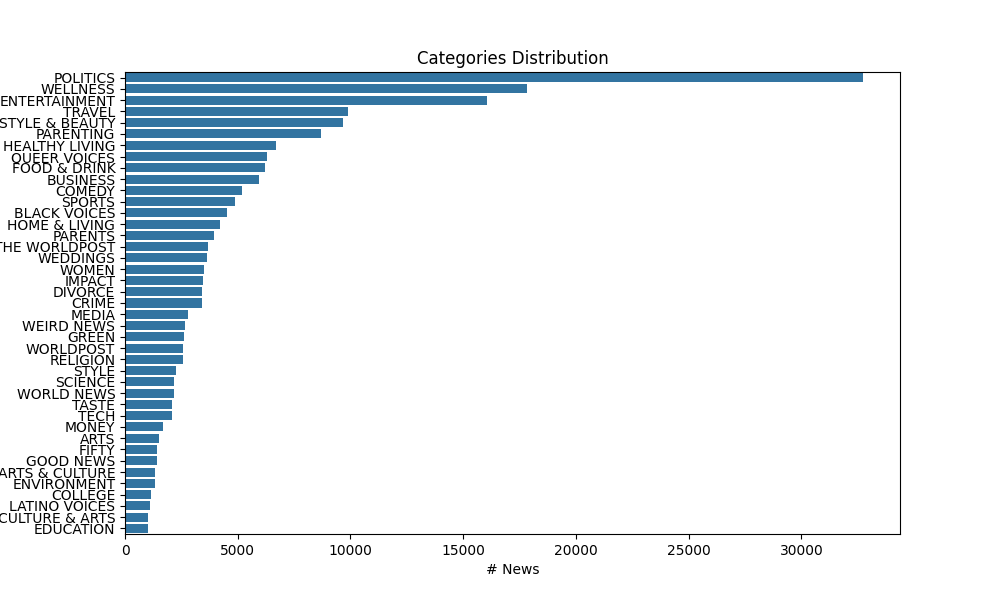 Categories Distribution
POLITICS
WELLNESS
ENTERTAINMENT
TRAVEL
STYLE & BEAUTY
PARENTING
HEALTHY LIVING
QUEER VOICES
FOOD & DRINK
BUSINESS
COMEDY
SPORTS
BLACK VOICES
HOME & LIVING
PARENTS
THE WORLDPOST
WEDDINGS
WOMEN
IMPACT
DIVORCE
CRIME
MEDIA
WEIRD NEWS
GREEN
WORLDPOST
RELIGION
STYLE
SCIENCE
WORLD NEWS
TASTE
TECH
MONEY
ARTS
FIFTY
GOOD NEWS
ARTS & CULTURE
ENVIRONMENT
COLLEGE
LATINO VOICES
CULTURE & ARTS
EDUCATION
0 5000 10000 15000 20000 25000 30000
# News